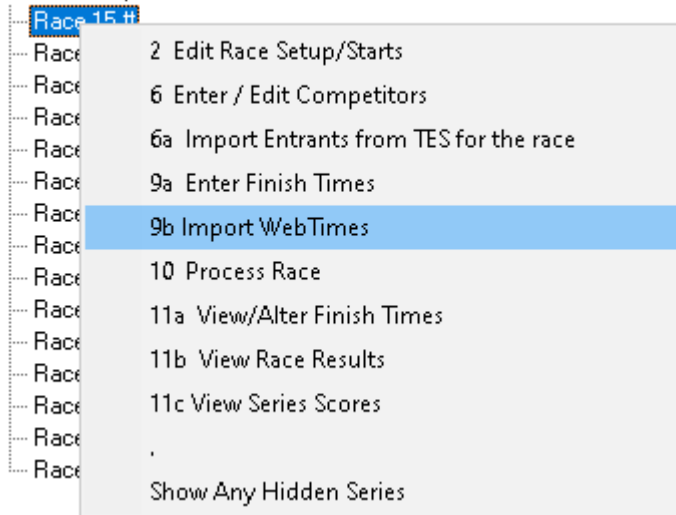 Race 15 tt
Race
2 Edit Race Setup/Starts
Race
6 Enter / Edit Competitors
Race
6a Import Entrants from TES for the race
Race
9a Enter Finish Times
Race
Race
9b Import WebTimes
Race
10 Process Race
Race
11a View/Alter Finish Times
Race
Race
11b View Race Results
Race
11c View Series Scores
Race
Race
.
Race
Show Any Hidden Series